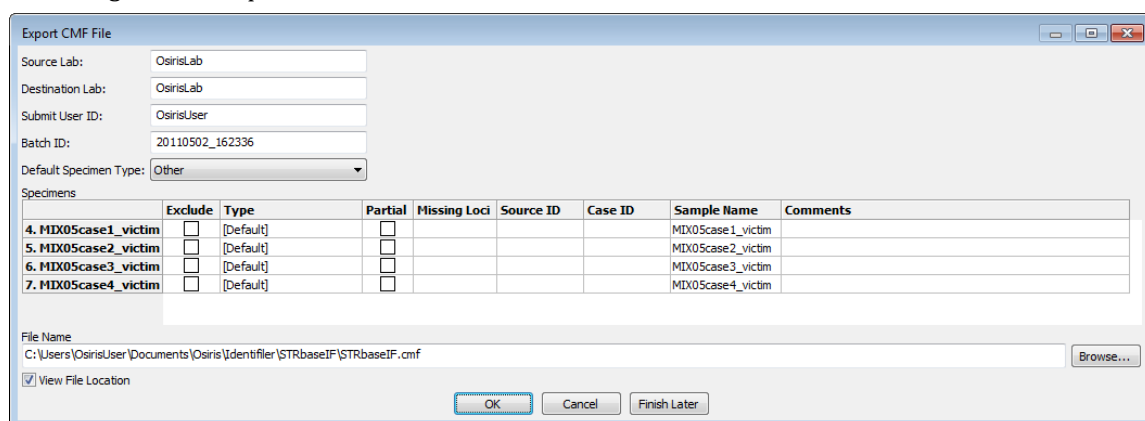 Export CMF File
Source Lab: OsirisLab
Destination Lab: OsirisLab
Submit User ID: OsirisUser
Batch ID: 20110502_162336
Default Specimen Type: Other
Specimens
Exclude Type Partial Missing Loci Source ID Case ID Sample Name Comments
4. MIX05case1_victim [Default] MIX05case1_victim
5. MIX05case2_victim [Default] MIX05case2_victim
6. MIX05case3_victim [Default] MIX05case3_victim
7. MIX05case4_victim [Default] MIX05case4_victim
File Name
C:\Users\OsirisUser\Documents\Osiris\Identifiler\STRbaseIF\STRbaseIF.cmf Browse...
View File Location
OK Cancel Finish Later